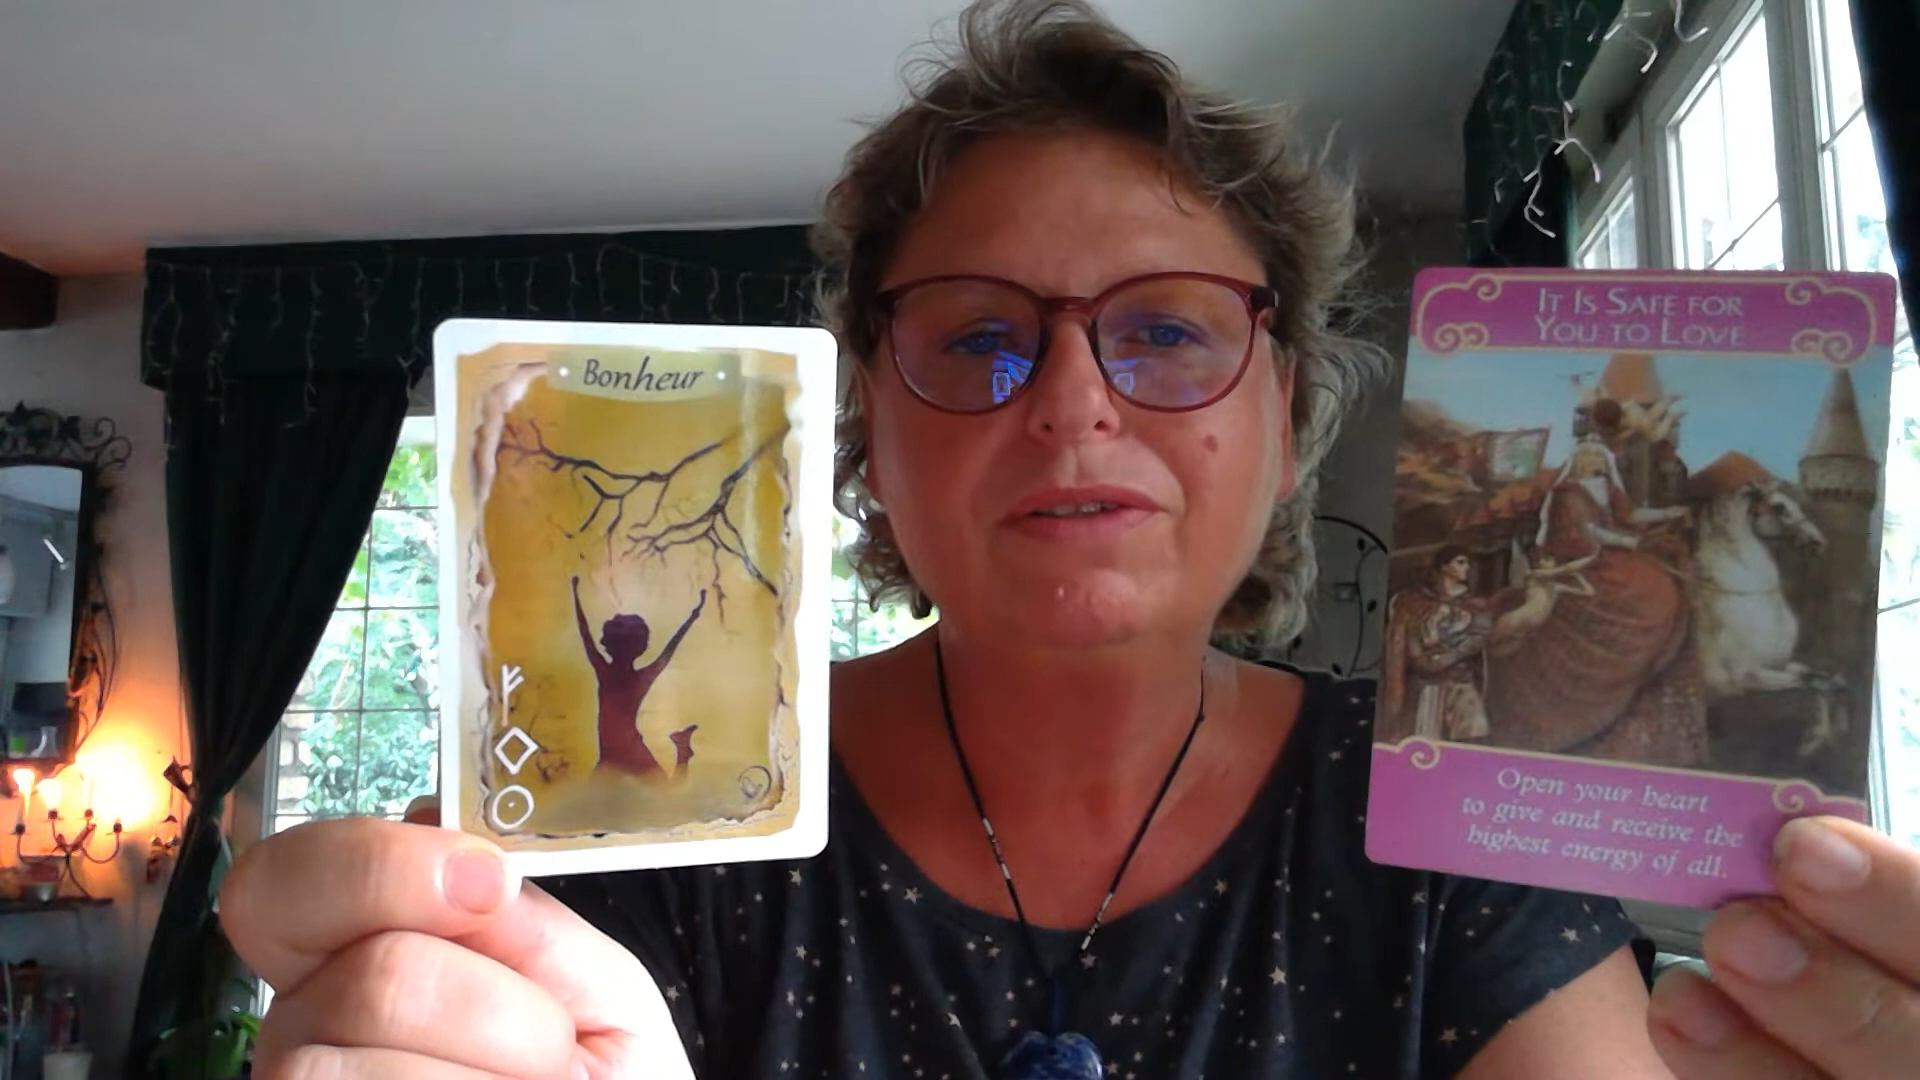 Bonheur
It Is Safe for
You to Love
Open your heart
to give and receive the
highest energy of all.